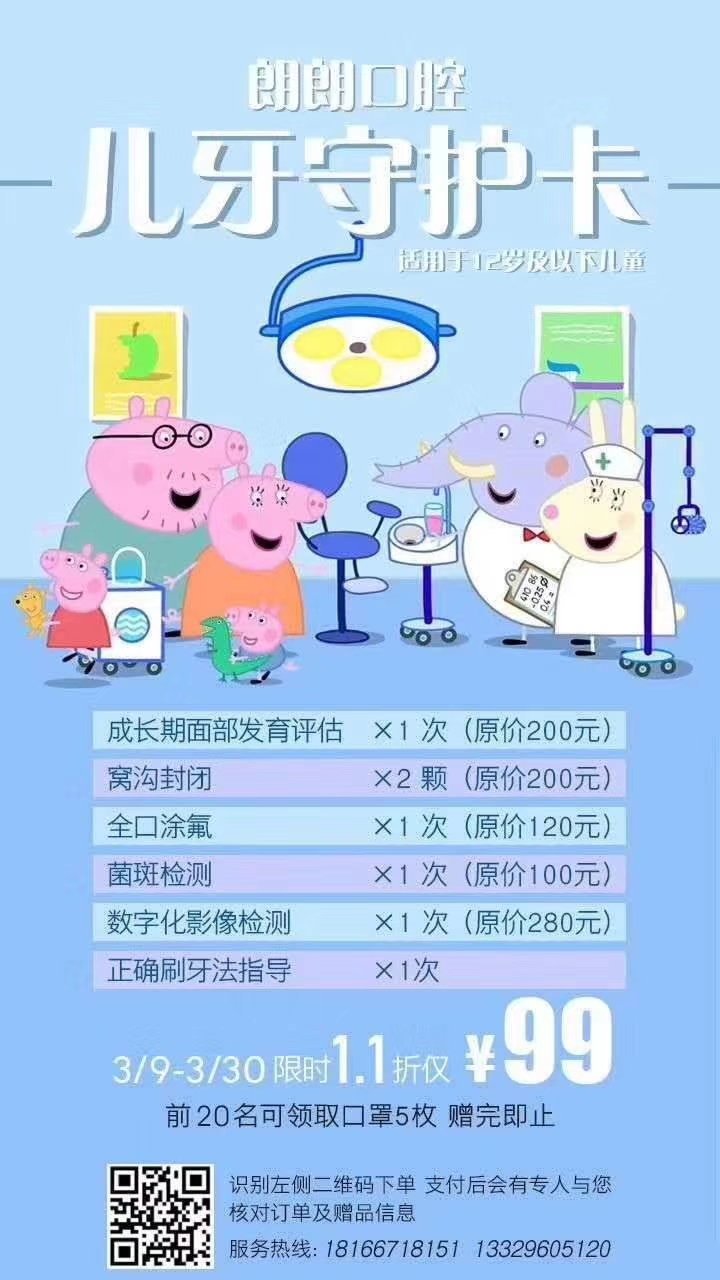 朗朗口腔
儿牙守护卡
适用于12岁及以下儿童
410 86
-0.25
0.4 =
成长期面部发育评估 ×1 次（原价200元）
窝沟封闭 ×2 颗（原价200元）
全口涂氟 ×1 次（原价120元）
菌斑检测 ×1 次（原价100元）
数字化影像检测 ×1 次（原价280元）
正确刷牙法指导 ×1次
3/9-3/30 限时1.1折仅 ¥99
前20名可领取口罩5枚 赠完即止
识别左侧二维码下单 支付后会有专人与您
核对订单及赠品信息
服务热线: 18166718151 13329605120